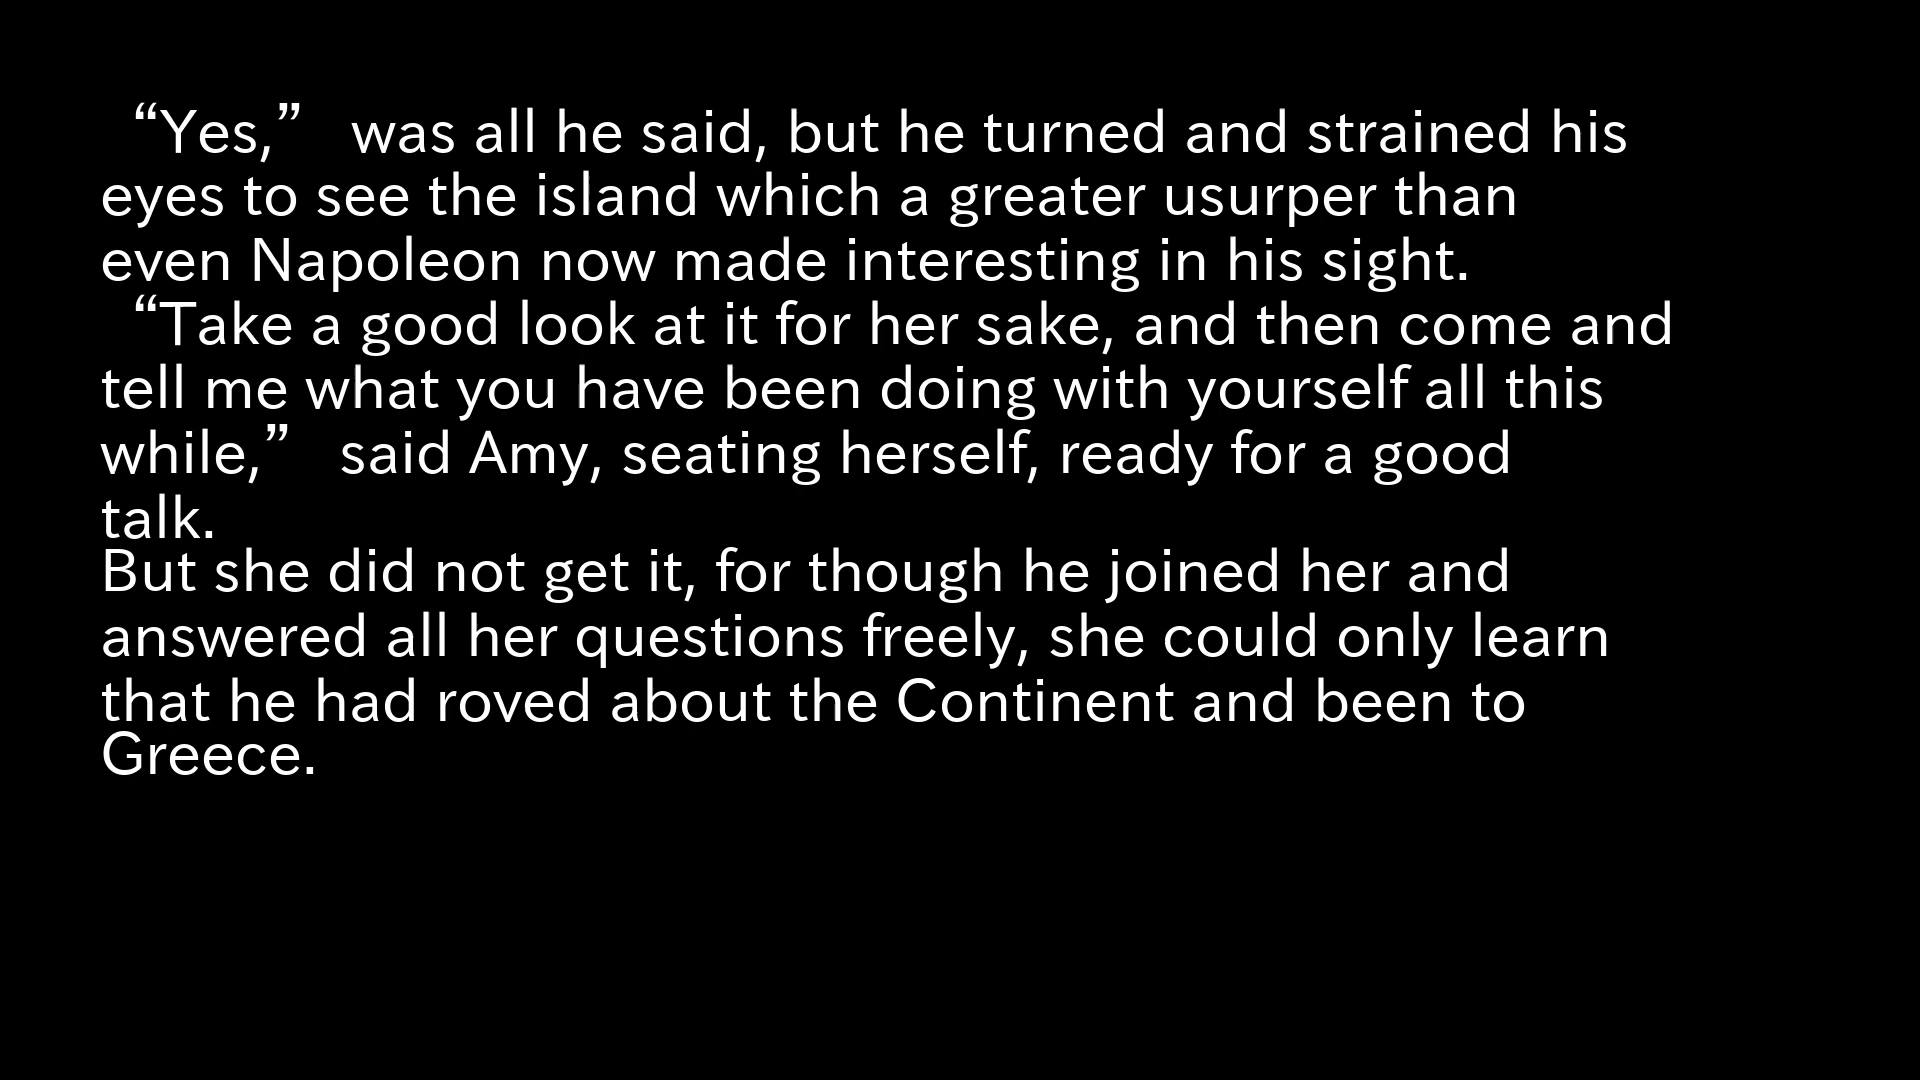 “Yes,” was all he said, but he turned and strained his
eyes to see the island which a greater usurper than
even Napoleon now made interesting in his sight.
“Take a good look at it for her sake, and then come and
tell me what you have been doing with yourself all this
while,” said Amy, seating herself, ready for a good
talk.
But she did not get it, for though he joined her and
answered all her questions freely, she could only learn
that he had roved about the Continent and been to
Greece.